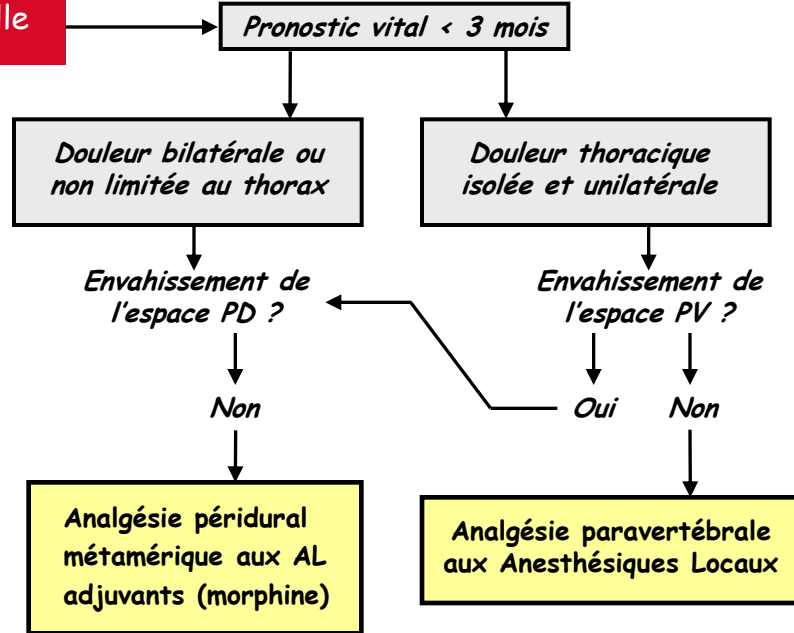 Pronostic vital < 3 mois
Douleur bilatérale ou
non limitée au thorax
Douleur thoracique
isolée et unilatérale
Envahissement de
l'espace PD ?
Envahissement de
l'espace PV ?
Non
Oui
Non
Analgésie péridural
métamérique aux AL
adjuvants (morphine)
Analgésie paravertébrale
aux Anesthésiques Locaux